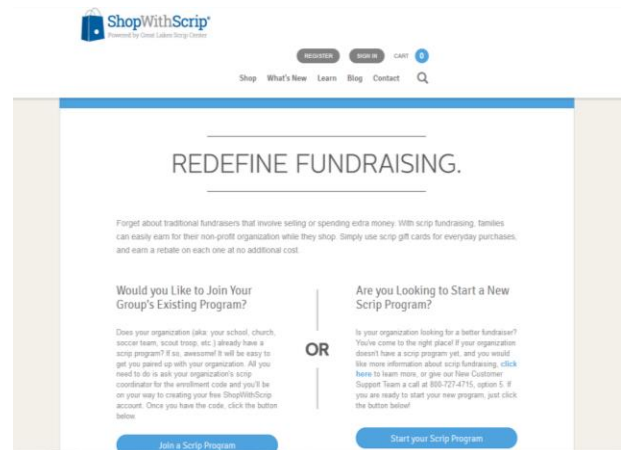 ShopWithScrip®
Powered by Great Lakes Scrip Center
REGISTER SIGN IN CART 0
Shop What's New Learn Blog Contact
REDEFINE FUNDRAISING.
Forget about traditional fundraisers that involve selling or spending extra money. With scrip fundraising, families
can easily earn for their non-profit organization while they shop. Simply use scrip gift cards for everyday purchases,
and earn a rebate on each one at no additional cost.
Would you Like to Join Your
Group's Existing Program?
Does your organization (aka: your school, church,
soccer team, scout troop, etc.) already have a
scrip program? If so, awesome! It will be easy to
get you paired up with your organization. All you
need to do is ask your organization's scrip
coordinator for the enrollment code and you'll be
on your way to creating your free ShopWithScrip
account. Once you have the code, click the button
below.
Join a Scrip Program
OR
Are you Looking to Start a New
Scrip Program?
Is your organization looking for a better fundraiser?
You've come to the right place! If your organization
doesn't have a scrip program yet, and you would
like more information about scrip fundraising, click
here to learn more, or give our New Customer
Support Team a call at 800-727-4715, option 5. If
you are ready to start your new program, just click
the button below!
Start your Scrip Program